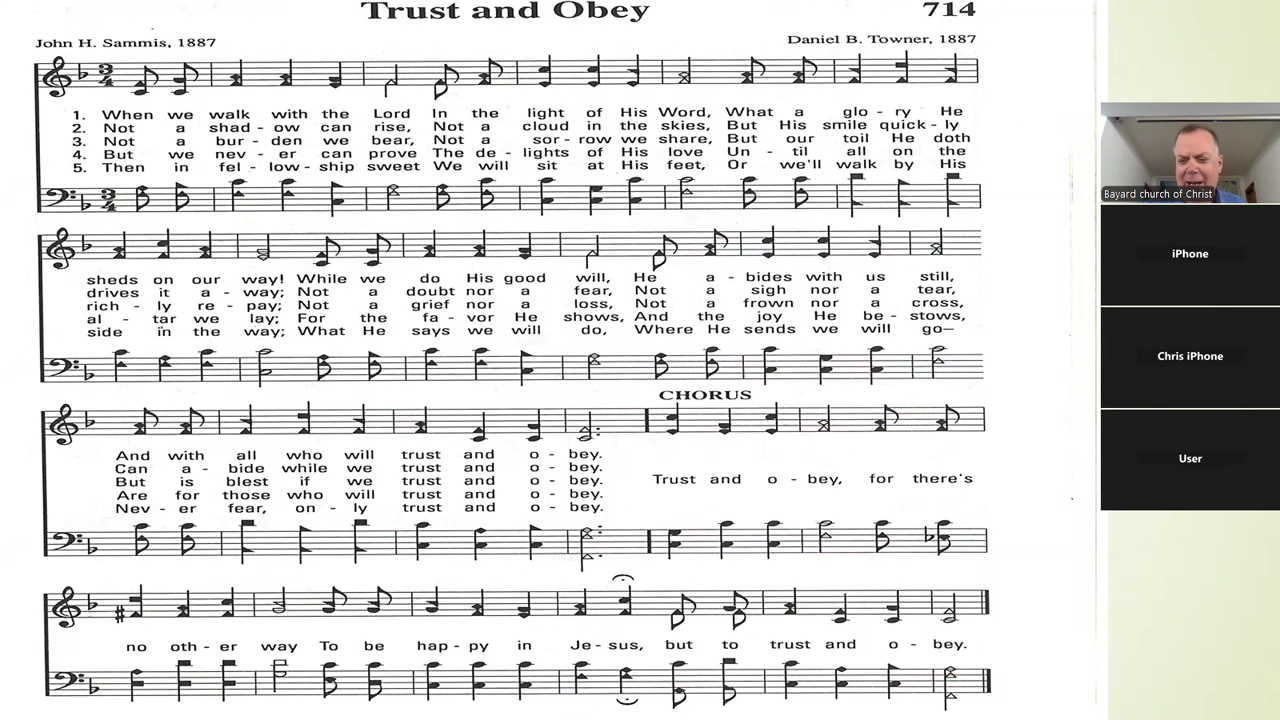 Trust and Obey 714
John H. Sammis, 1887 Daniel B. Towner, 1887
1. When we walk with the Lord In the light of His Word, What a glo - ry He
2. Not a shad - ow can rise, Not a cloud in the skies, But His smile quick - ly
3. Not a bur - den we bear, Not a sor - row we share, But our toil He doth
4. But we nev - er can prove The de - lights of His love Un - til all on the
5. Then in fel - low - ship sweet We will sit at His feet, Or we'll walk by His
sheds on our way! While we do His good will, He a - bides with us still,
drives it a - way; Not a doubt nor a fear, Not a sigh nor a tear,
rich - ly re - pay; Not a grief nor a loss, Not a frown nor a cross,
al - tar we lay; For the fa - vor He shows, And the joy He be - stows,
side in the way; What He says we will do, Where He sends we will go—
CHORUS
And with all who will trust and o - bey.
Can a - bide while we trust and o - bey.
But is blest if we trust and o - bey. Trust and o - bey, for there's
Are for those who will trust and o - bey.
Nev - er fear, on - ly trust and o - bey.
no oth - er way To be hap - py in Je - sus, but to trust and o - bey.
Bayard church of Christ
iPhone
Chris iPhone
User